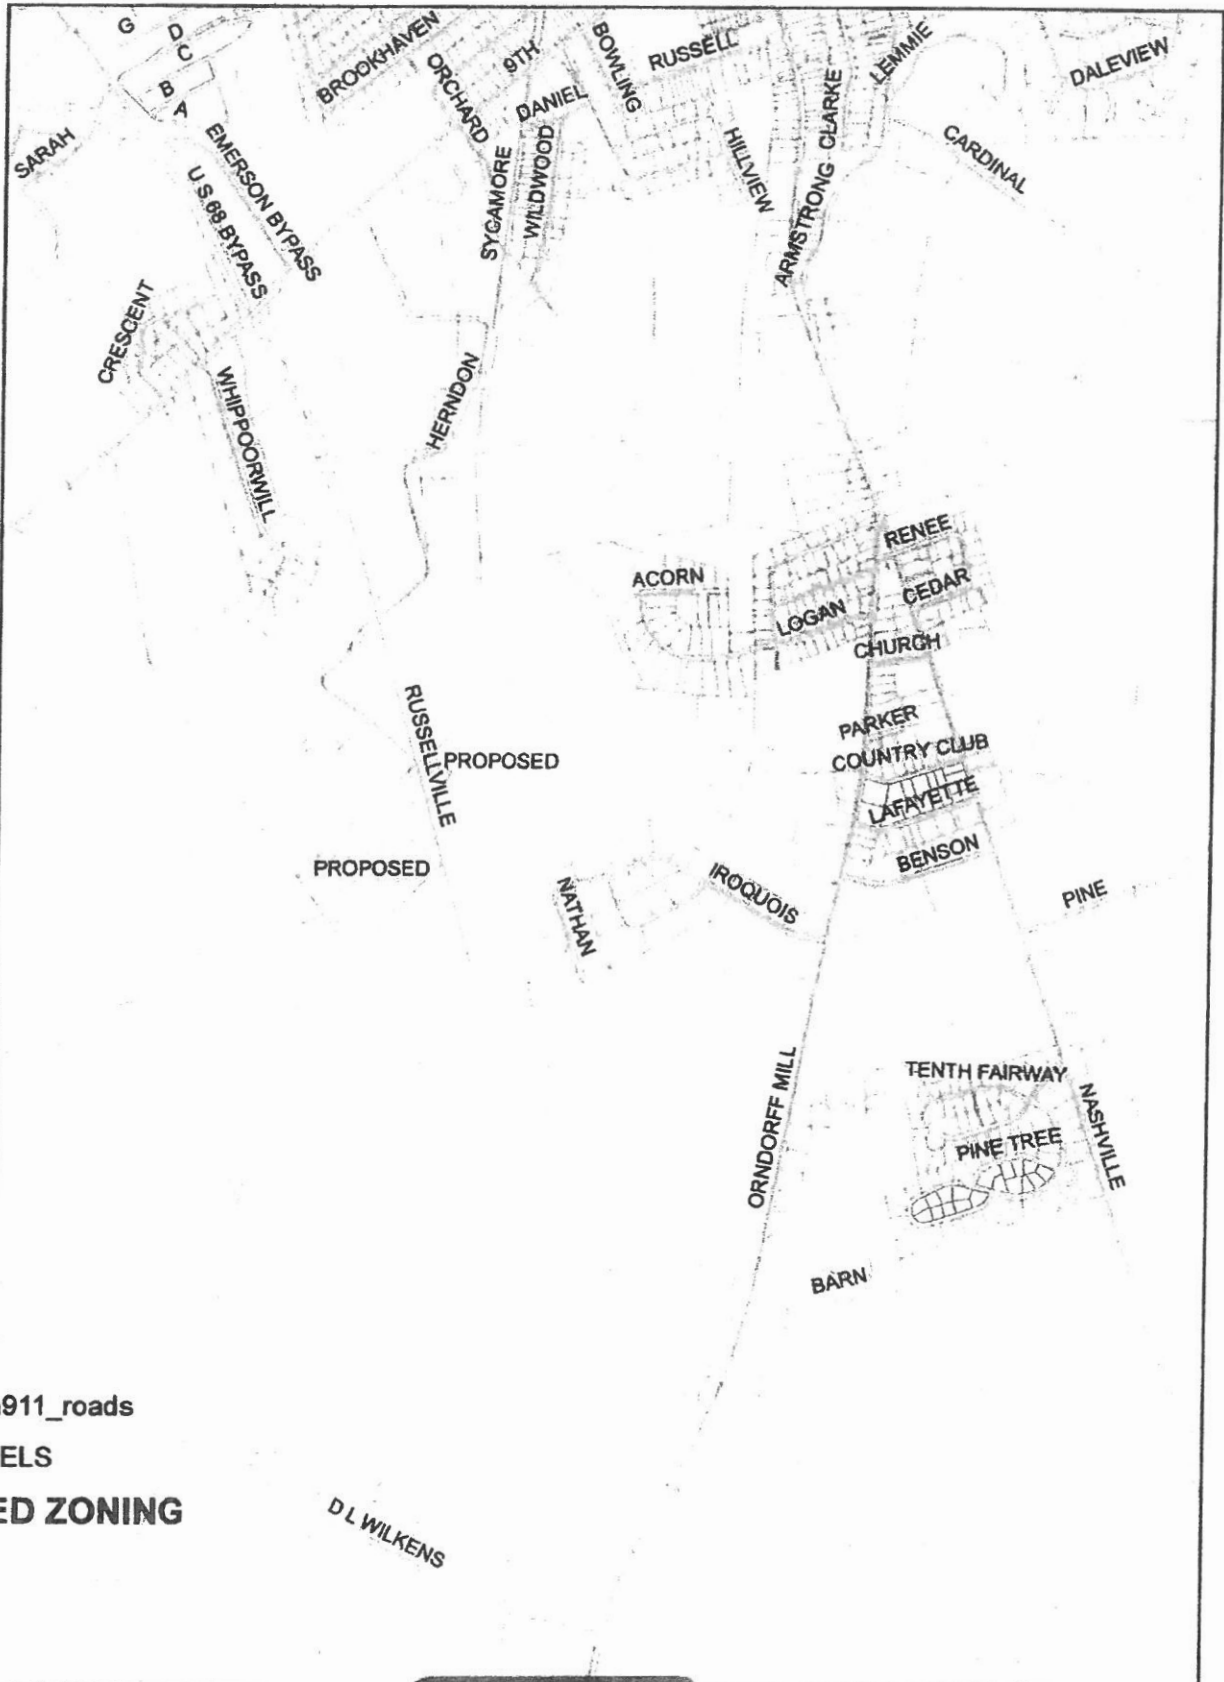 G
D
C
B
A
BROOKHAVEN
ORCHARD
9TH
BOWLING
RUSSELL
LEMMIE
DALEVIEW
SARAH
EMERSON BYPASS
U.S.68 BYPASS
DANIEL
SYCAMORE
WILDWOOD
HILLVIEW
ARMSTRONG
CLARKE
CARDINAL
CRESCENT
WHIPPOORWILL
HERNDON
RENEE
ACORN
CEDAR
LOGAN
CHURCH
RUSSELLVILLE
PARKER
PROPOSED
COUNTRY CLUB
LAFAYETTE
PROPOSED
BENSON
NATHAN
IROQUOIS
PINE
TENTH FAIRWAY
ORNDORFF MILL
PINE TREE
NASHVILLE
BARN
911_roads
ELS
ED ZONING
D L WILKENS